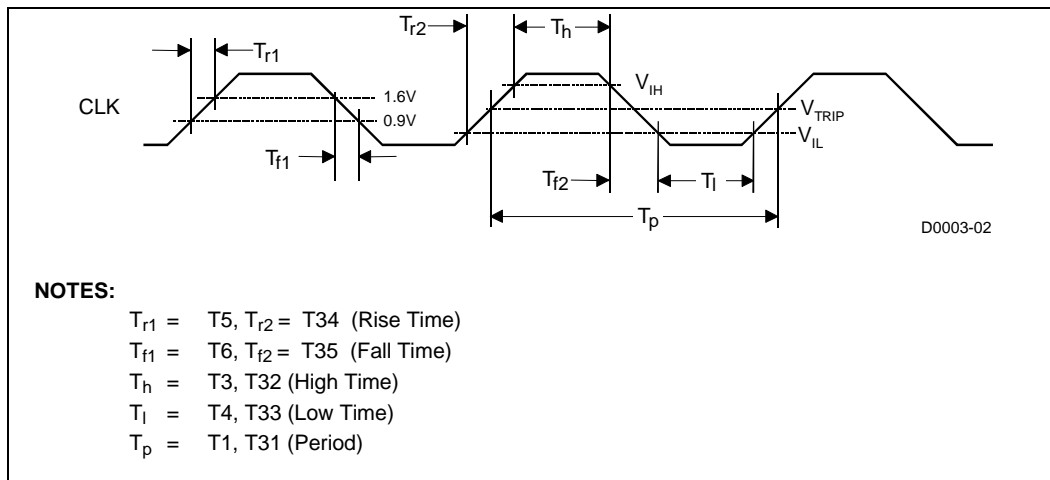 Tr2
Th
Tr1
VIH
CLK
1.6V
VTRIP
0.9V
VIL
Tf1
Tf2
Tl
Tp
D0003-02
NOTES:
Tr1 = T5, Tr2 = T34 (Rise Time)
Tf1 = T6, Tf2 = T35 (Fall Time)
Th = T3, T32 (High Time)
Tl = T4, T33 (Low Time)
Tp = T1, T31 (Period)